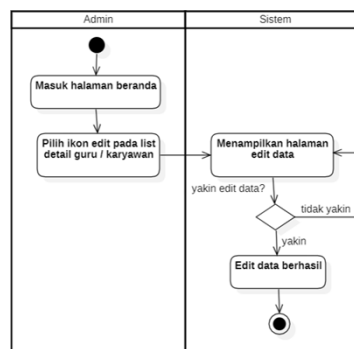 Admin
Sistem
Masuk halaman beranda
Pilih ikon edit pada list
detail guru / karyawan
Menampilkan halaman
edit data
yakin edit data?
tidak yakin
yakin
Edit data berhasil